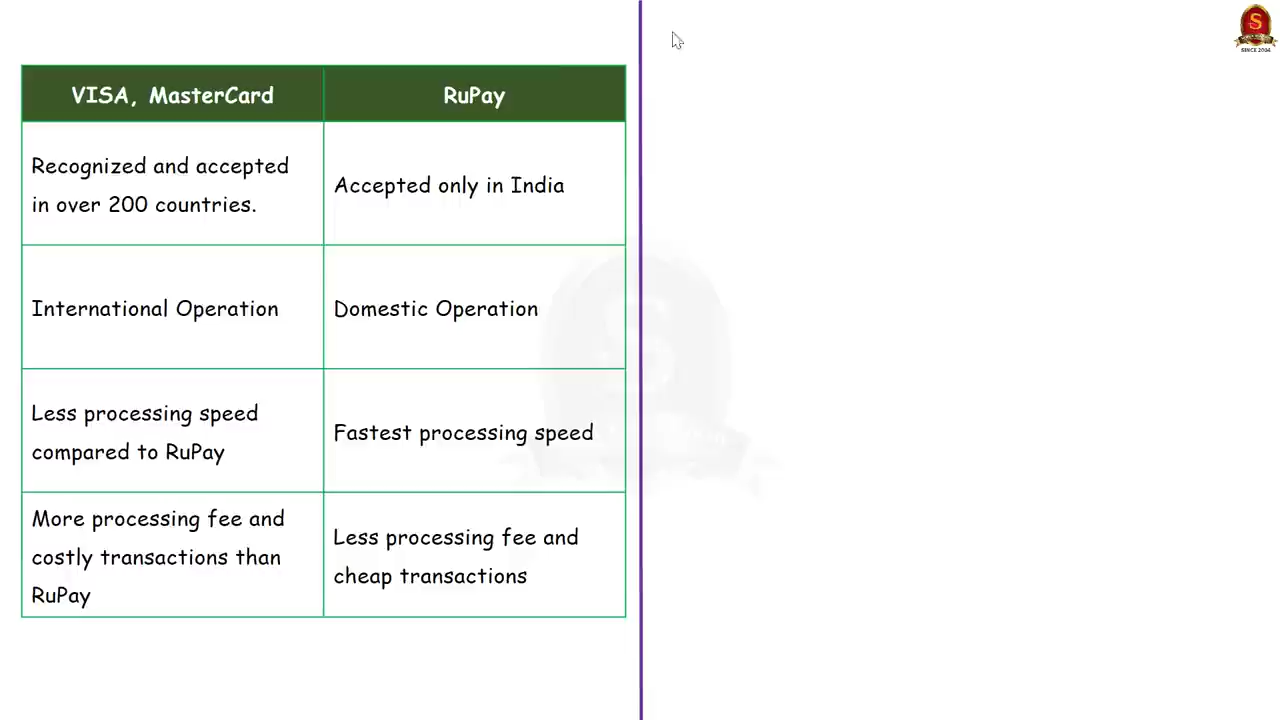 VISA, MasterCard
RuPay
Recognized and accepted
in over 200 countries.
Accepted only in India
International Operation
Domestic Operation
Less processing speed
compared to RuPay
Fastest processing speed
More processing fee and
costly transactions than
RuPay
Less processing fee and
cheap transactions
S
SINCE 2004